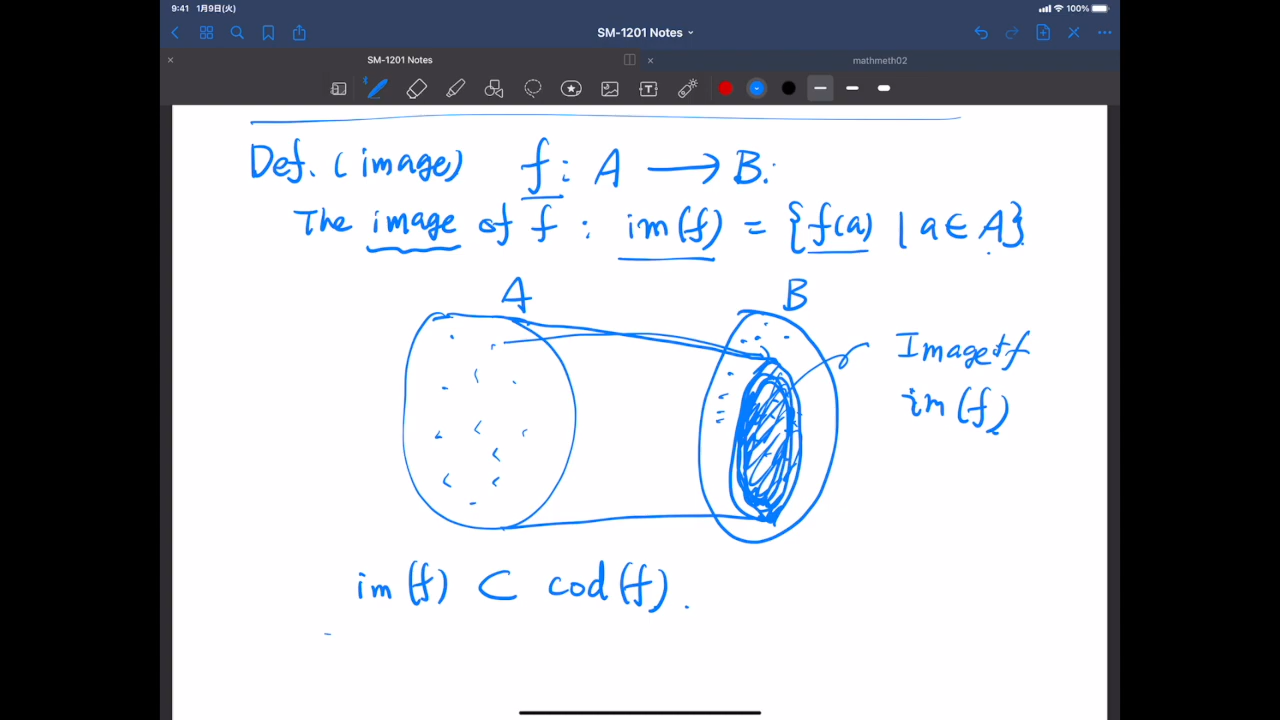 9:41 1月9日(火)
100%
SM-1201 Notes
SM-1201 Notes
mathmeth02
Def. (image) f : A ⟶ B.
The image of f : im(f) = {f(a) | a ∈ A}
A
B
Image of f
im(f)
im(f) ⊂ cod(f).